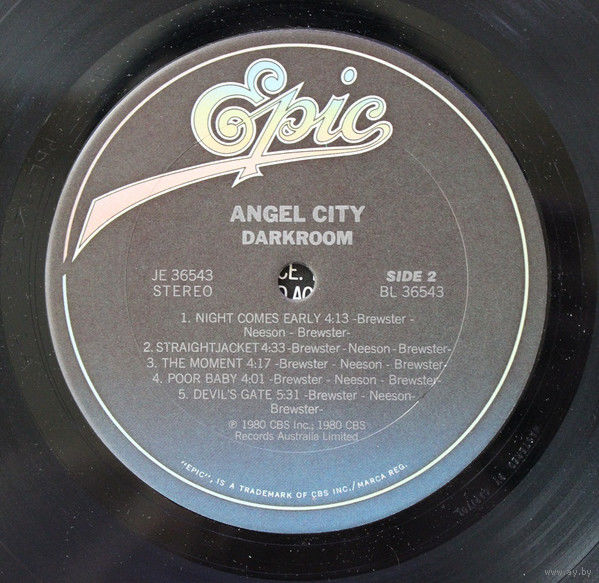 Epic
ANGEL CITY
DARKROOM
JE 36543
STEREO
SIDE 2
BL 36543
1. NIGHT COMES EARLY 4:13 -Brewster -
Neeson - Brewster-
2. STRAIGHTJACKET 4:33 -Brewster - Neeson - Brewster-
3. THE MOMENT 4:17 -Brewster - Neeson - Brewster-
4. POOR BABY 4:01 -Brewster - Neeson - Brewster-
5. DEVIL'S GATE 5:31 -Brewster - Neeson-
Brewster-
℗ 1980 CBS Inc.; 1980 CBS
Records Australia Limited
"EPIC", IS A TRADEMARK OF CBS INC./MARCA REG.
www.ay.by